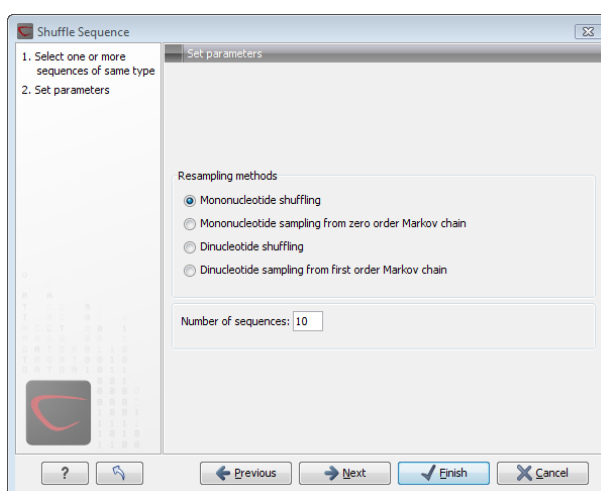 Shuffle Sequence
1. Select one or more
sequences of same type
2. Set parameters
Set parameters
Resampling methods
Mononucleotide shuffling
Mononucleotide sampling from zero order Markov chain
Dinucleotide shuffling
Dinucleotide sampling from first order Markov chain
Number of sequences: 10
? Previous Next Finish Cancel